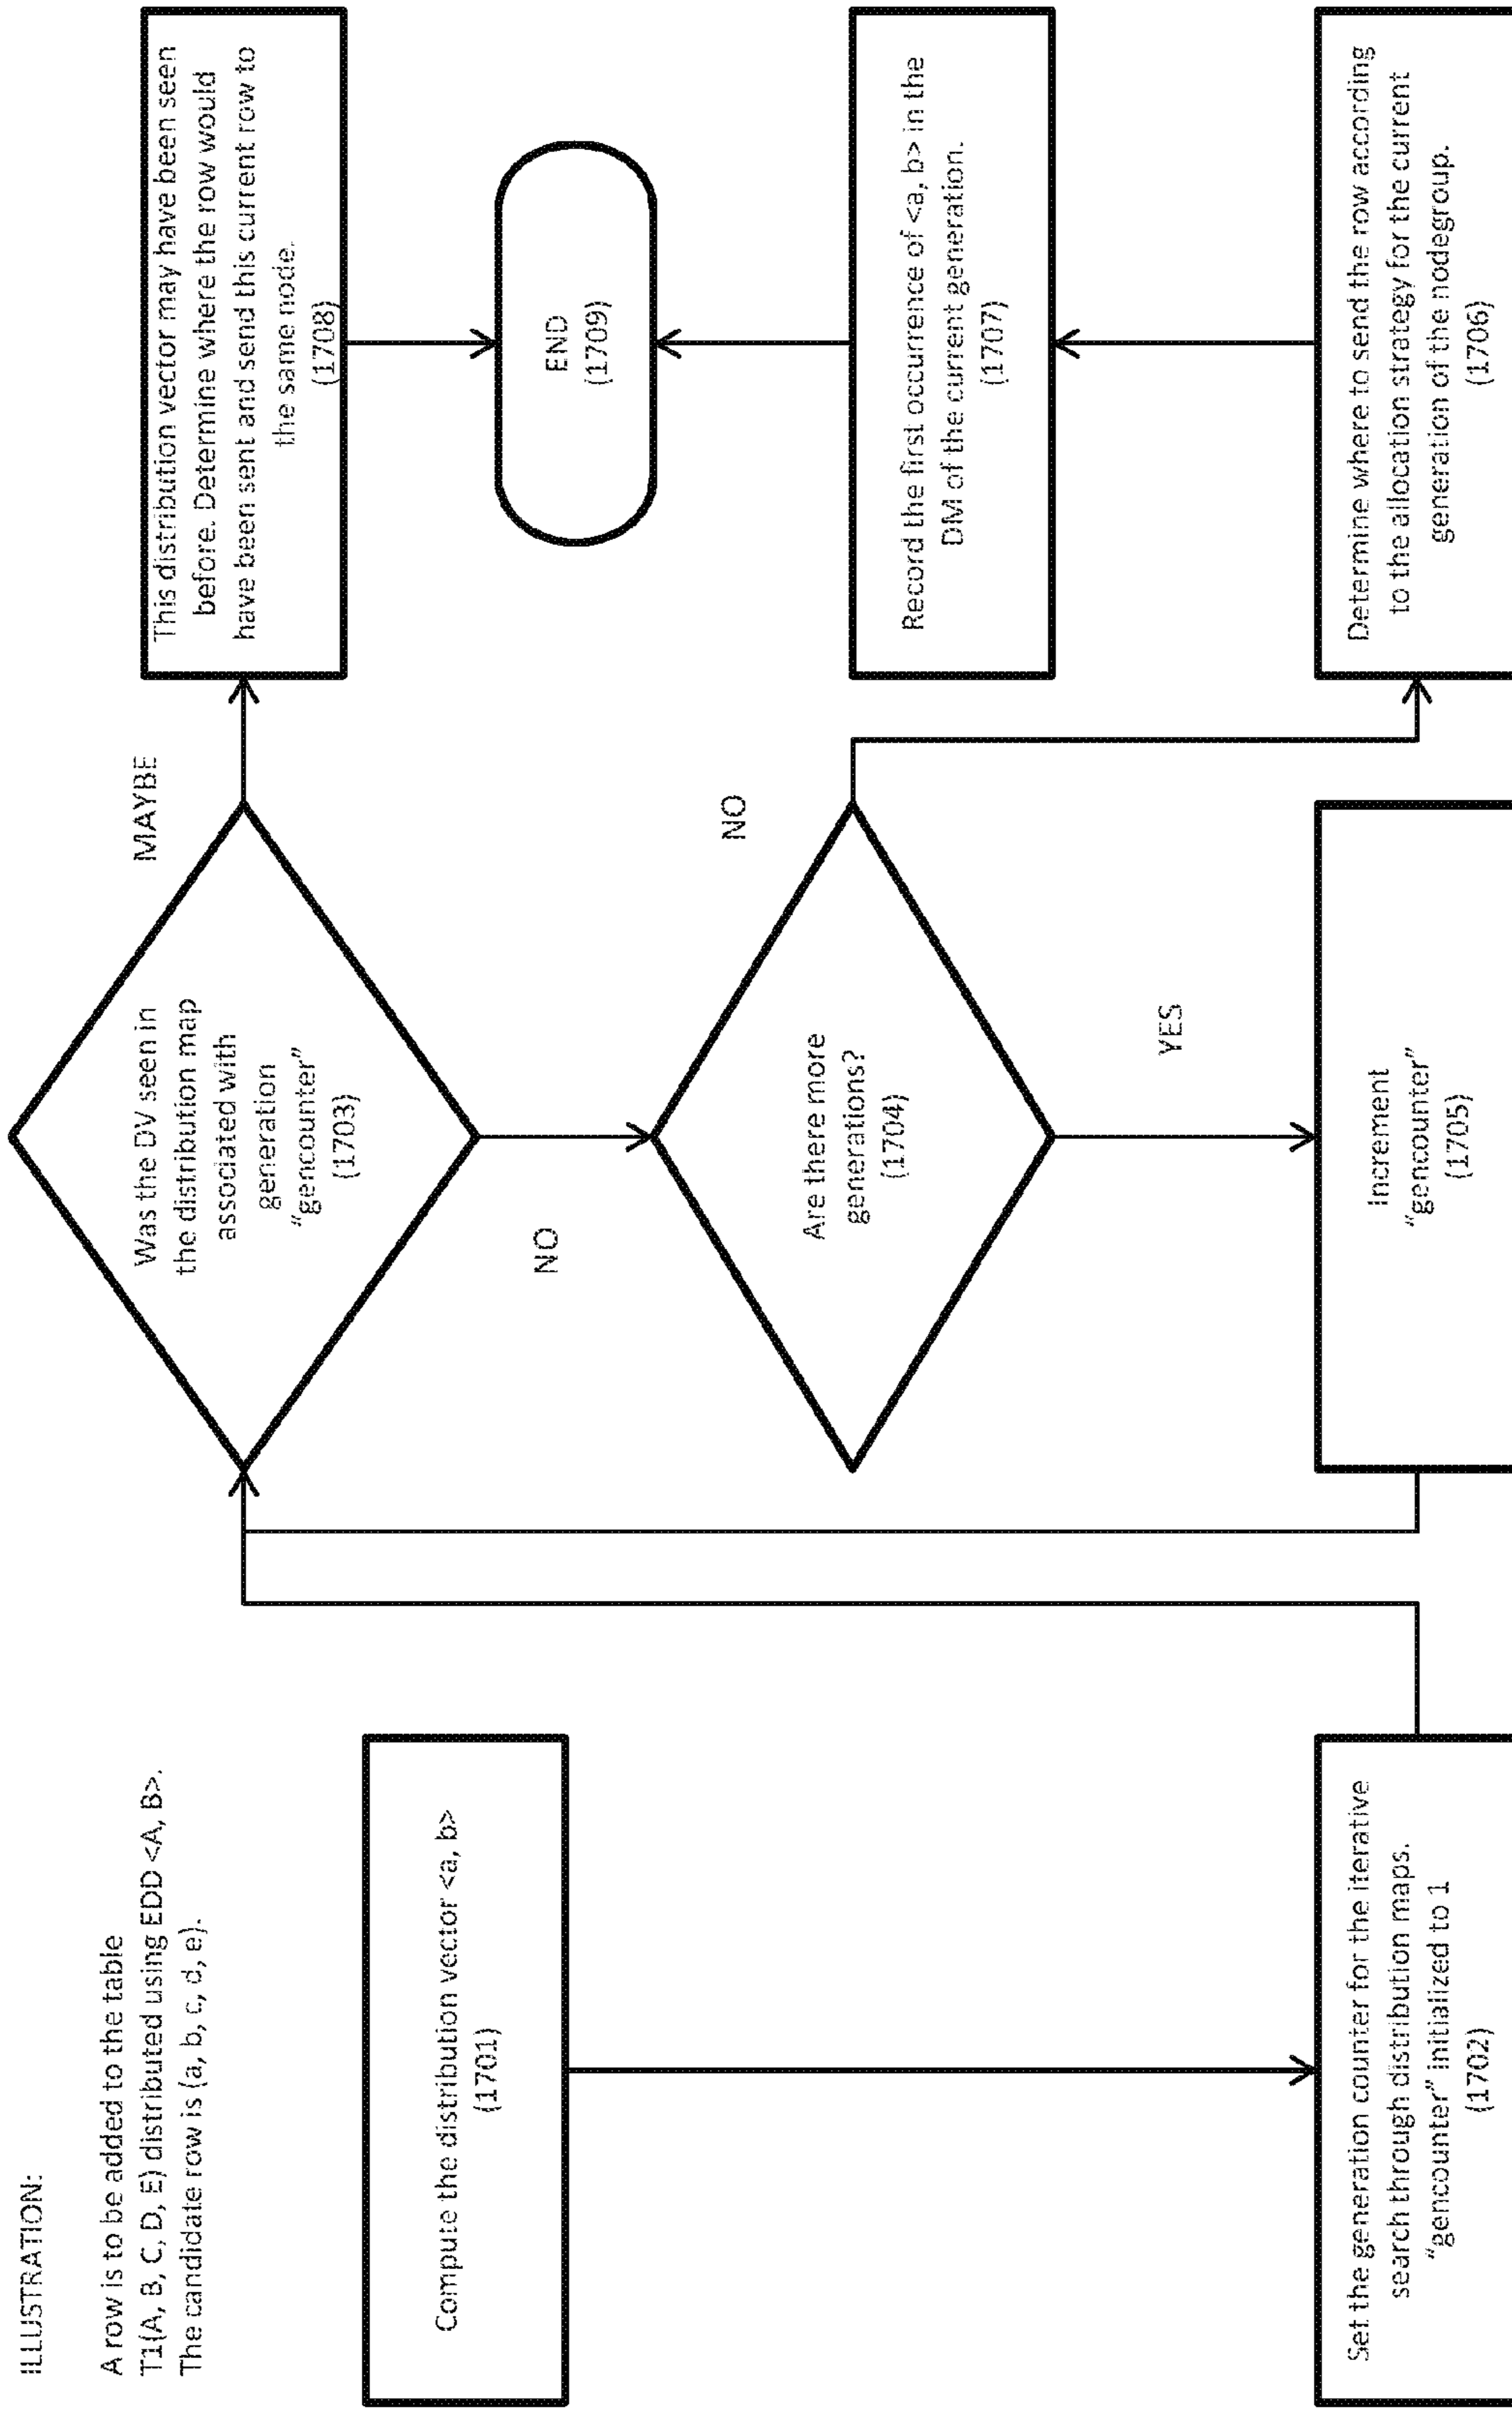 ILLUSTRATION:
A row is to be added to the table
T1(A, B, C, D, E) distributed using EDD <A, B>.
The candidate row is (a, b, c, d, e).
Compute the distribution vector <a, b>
(1701)
Set the generation counter for the iterative
search through distribution maps.
"gencounter" initialized to 1
(1702)
Was the DV seen in
the distribution map
associated with
generation
"gencounter"
(1703)
MAYBE
NO
Are there more
generations?
(1704)
NO
YES
Increment
"gencounter"
(1705)
This distribution vector may have been seen
before. Determine where the row would
have been sent and send this current row to
the same node.
(1708)
END
(1709)
Record the first occurrence of <a, b> in the
DM of the current generation.
(1707)
Determine where to send the row according
to the allocation strategy for the current
generation of the nodegroup.
(1706)